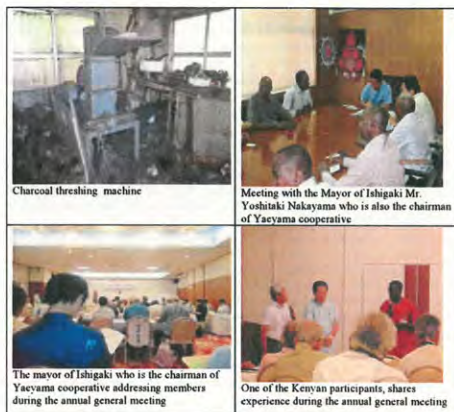 Charcoal threshing machine
Meeting with the Mayor of Ishigaki Mr.
Yoshitaki Nakayama who is also the chairman
of Yaeyama cooperative
The mayor of Ishigaki who is the chairman of
Yaeyama cooperative addressing members
during the annual general meeting
One of the Kenyan participants, shares
experience during the annual general meeting